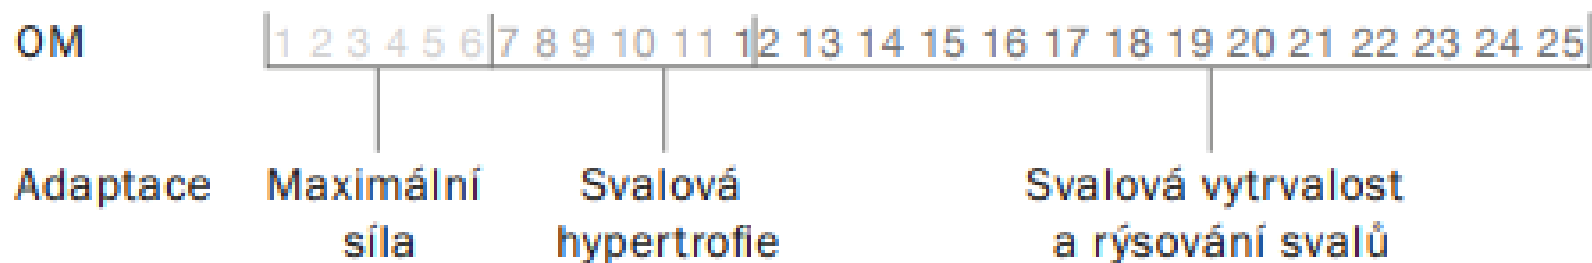 OM 1 2 3 4 5 6 7 8 9 10 11 12 13 14 15 16 17 18 19 20 21 22 23 24 25
Adaptace Maximální Svalová Svalová vytrvalost
síla hypertrofie a rýsování svalů